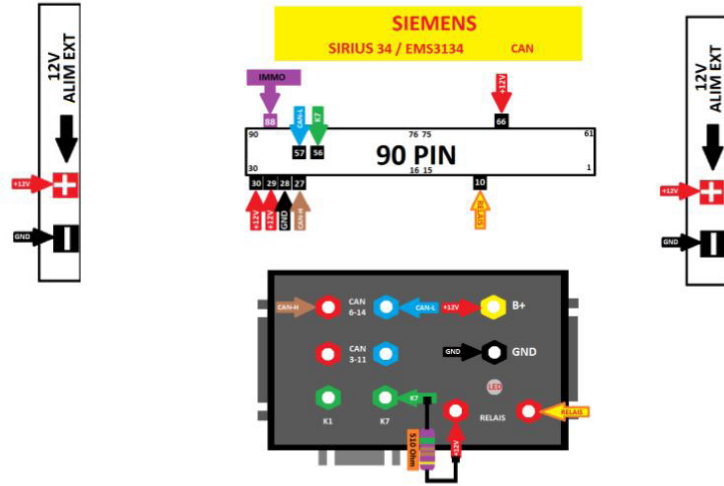 SIEMENS
SIRIUS 34 / EMS3134 CAN
12V
ALIM EXT
+12V
GND
12V
ALIM EXT
+12V
GND
IMMO
88
CAN-L
57
K7
56
+12V
66
90
76 75
61
90 PIN
30
16 15
1
30 29 28 27
10
+12V
+12V
GND
CAN-H
RELAIS
CAN-H
CAN
6-14
CAN-L
+12V
B+
CAN
3-11
GND
GND
LED
K7
K1
K7
RELAIS
RELAIS
510 Ohm
+12V